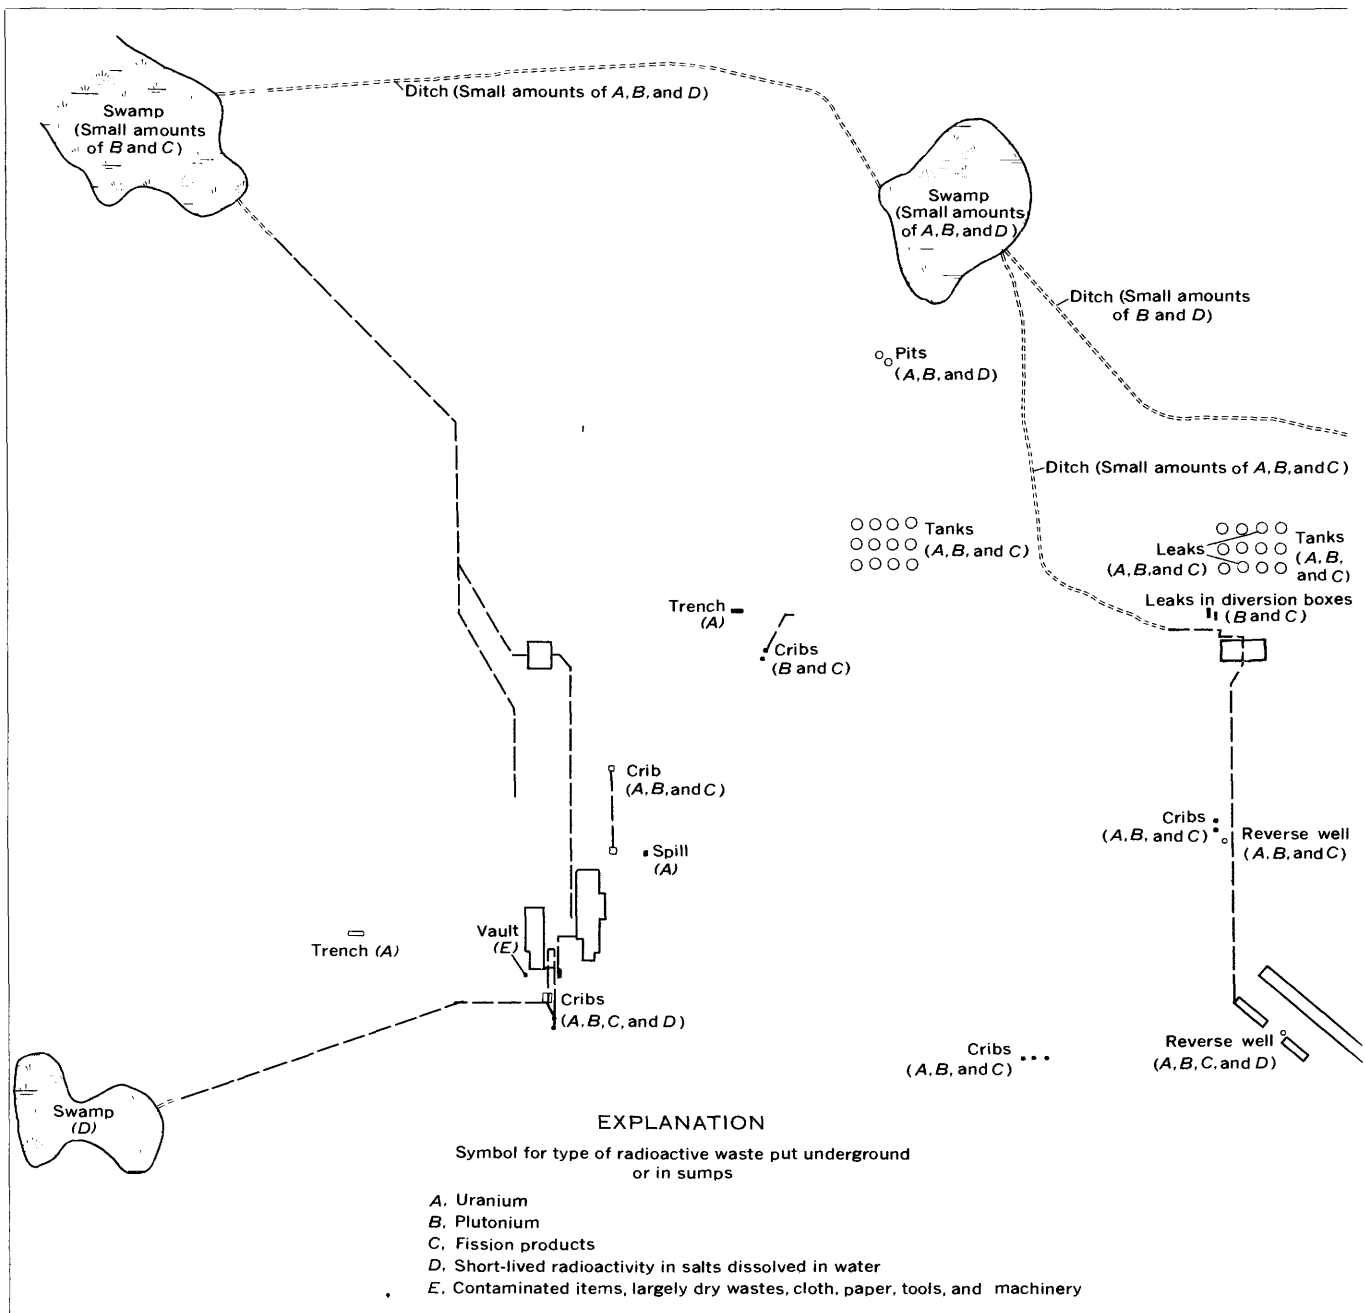 Ditch (Small amounts of A, B, and D)
Swamp
(Small amounts
of B and C)
Swamp
(Small amounts
of A, B, and D)
Ditch (Small amounts
of B and D)
Pits
(A, B, and D)
Ditch (Small amounts of A, B, and C)
Tanks
(A, B, and C)
Leaks
(A, B, and C)
Tanks
(A, B,
and C)
Leaks in diversion boxes
(B and C)
Trench
(A)
Cribs
(B and C)
Crib
(A, B, and C)
Spill
(A)
Cribs
(A, B, and C)
Reverse well
(A, B, and C)
Trench (A)
Vault
(E)
Cribs
(A, B, C, and D)
Cribs
(A, B, and C)
Reverse well
(A, B, C, and D)
Swamp
(D)
EXPLANATION
Symbol for type of radioactive waste put underground
or in sumps
A, Uranium
B, Plutonium
C, Fission products
D, Short-lived radioactivity in salts dissolved in water
E, Contaminated items, largely dry wastes, cloth, paper, tools, and machinery